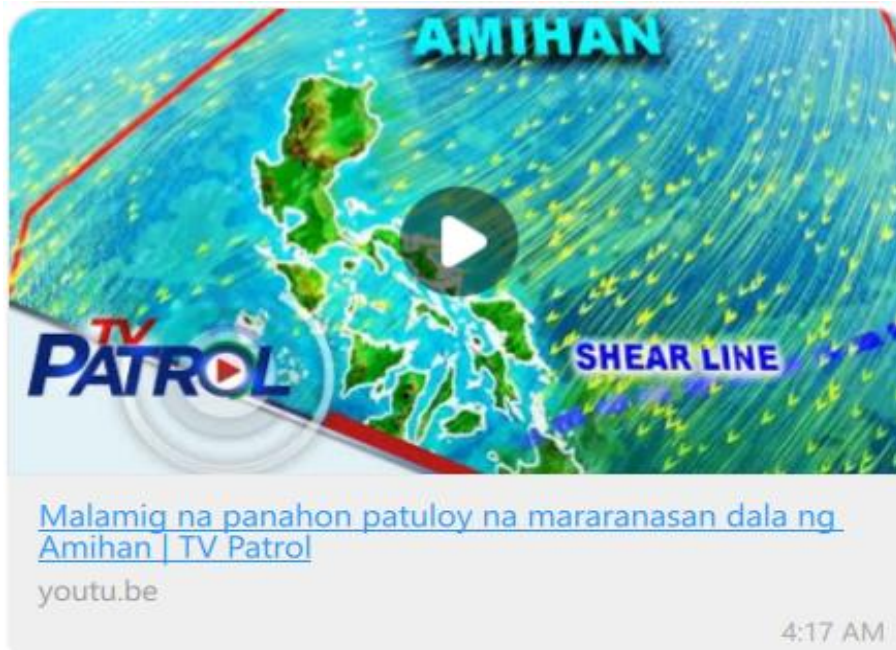 AMIHAN
SHEAR LINE
TV
PATROL
Malamig na panahon patuloy na mararanasan dala ng
Amihan | TV Patrol
youtu.be
4:17 AM